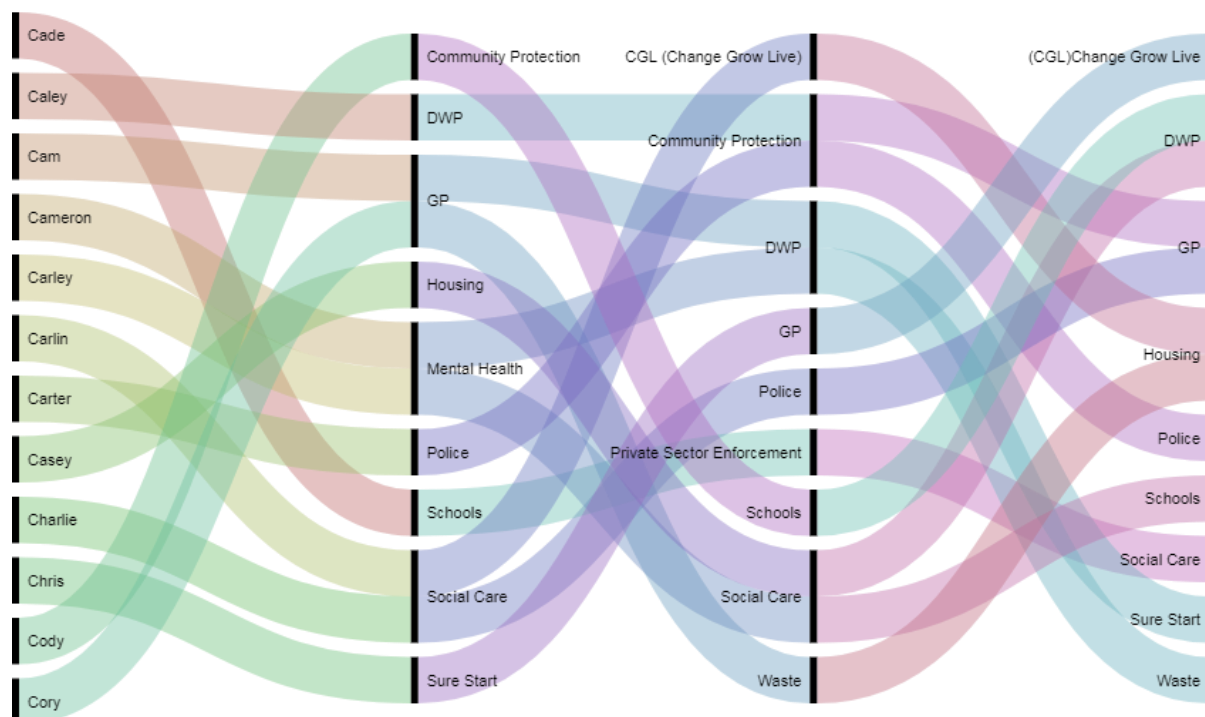 Cade
Caley
Cam
Cameron
Carley
Carlin
Carter
Casey
Charlie
Chris
Cody
Cory
Community Protection
DWP
GP
Housing
Mental Health
Police
Schools
Social Care
Sure Start
CGL (Change Grow Live)
Community Protection
DWP
GP
Police
Private Sector Enforcement
Schools
Social Care
Waste
(CGL)Change Grow Live
DWP
GP
Housing
Police
Schools
Social Care
Sure Start
Waste